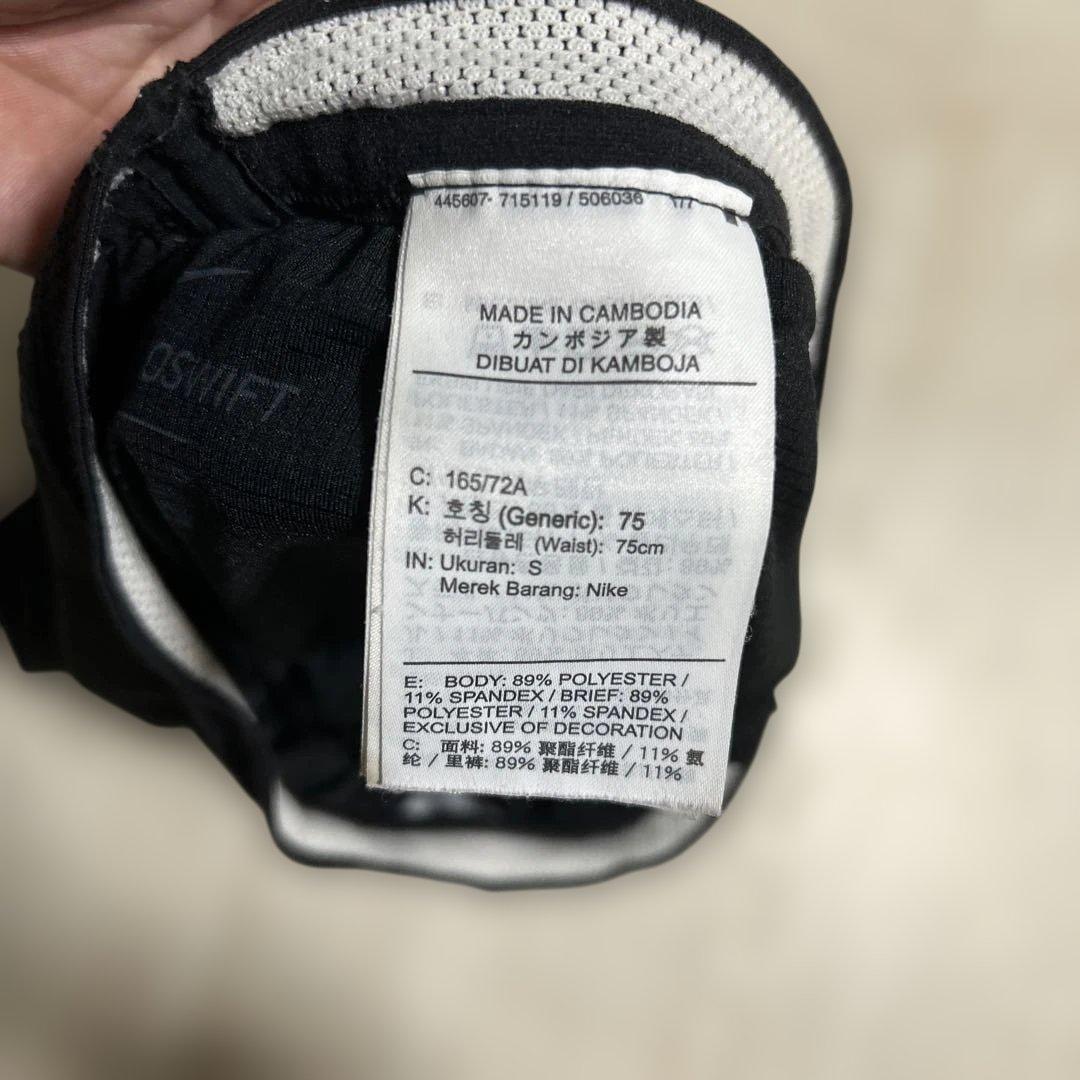 445607- 715119 / 506036
MADE IN CAMBODIA
カンボジア製
DIBUAT DI KAMBOJA
OSWIFT
C: 165/72A
K: 호칭 (Generic): 75
허리둘레 (Waist): 75cm
IN: Ukuran: S
Merek Barang: Nike
E: BODY: 89% POLYESTER /
11% SPANDEX / BRIEF: 89%
POLYESTER / 11% SPANDEX /
EXCLUSIVE OF DECORATION
C: 面料: 89% 聚酯纤维 / 11% 氨
纶 / 里裤: 89% 聚酯纤维 / 11%